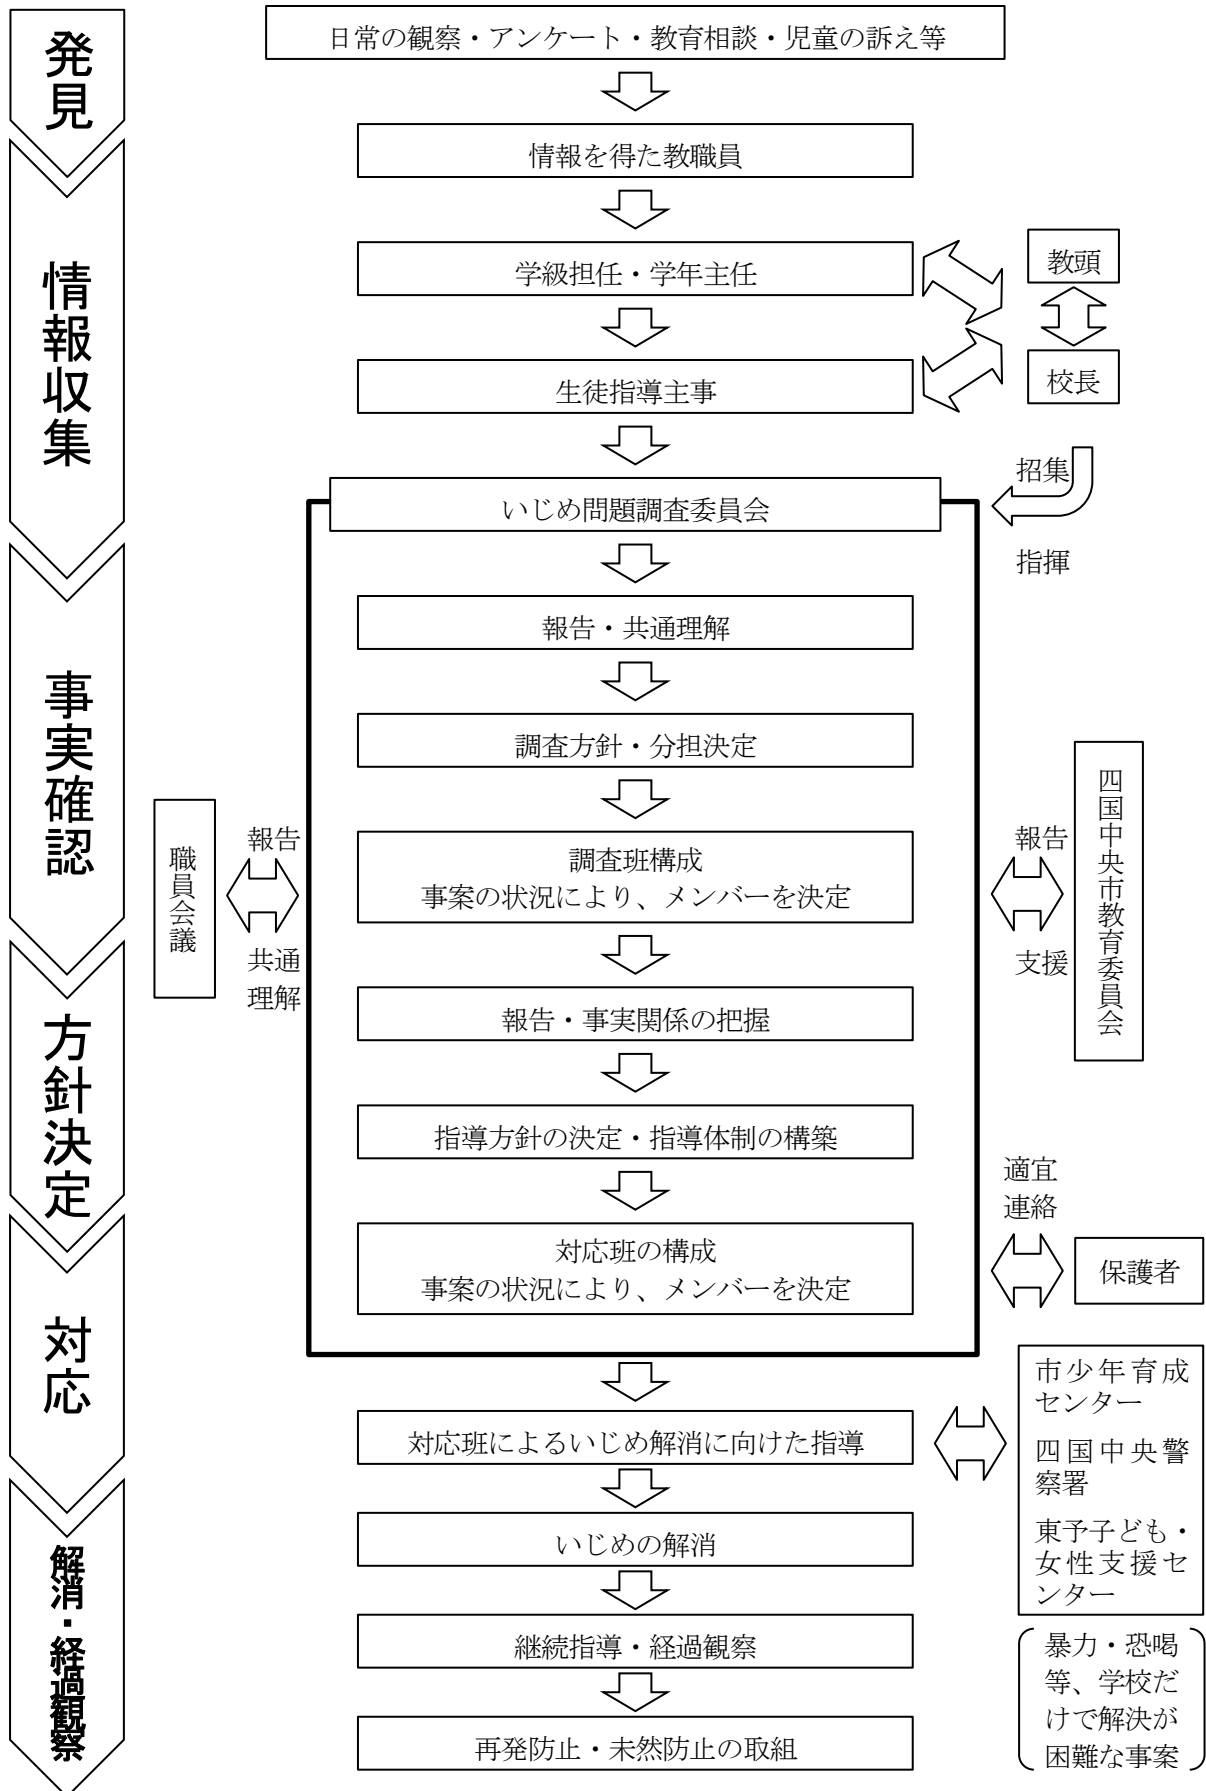 発見
情報収集
事実確認
方針決定
対応
解消・経過観察
日常の観察・アンケート・教育相談・児童の訴え等
情報を得た教職員
学級担任・学年主任
教頭
生徒指導主事
校長
いじめ問題調査委員会
招集
指揮
報告・共通理解
調査方針・分担決定
調査班構成
事案の状況により、メンバーを決定
職員会議
報告
共通
理解
報告
支援
四国中央市教育委員会
報告・事実関係の把握
指導方針の決定・指導体制の構築
対応班の構成
事案の状況により、メンバーを決定
適宜
連絡
保護者
対応班によるいじめ解消に向けた指導
市少年育成
センター
四国中央警
察署
東予子ども・
女性支援セ
ンター
いじめの解消
継続指導・経過観察
再発防止・未然防止の取組
暴力・恐喝
等、学校だ
けで解決が
困難な事案